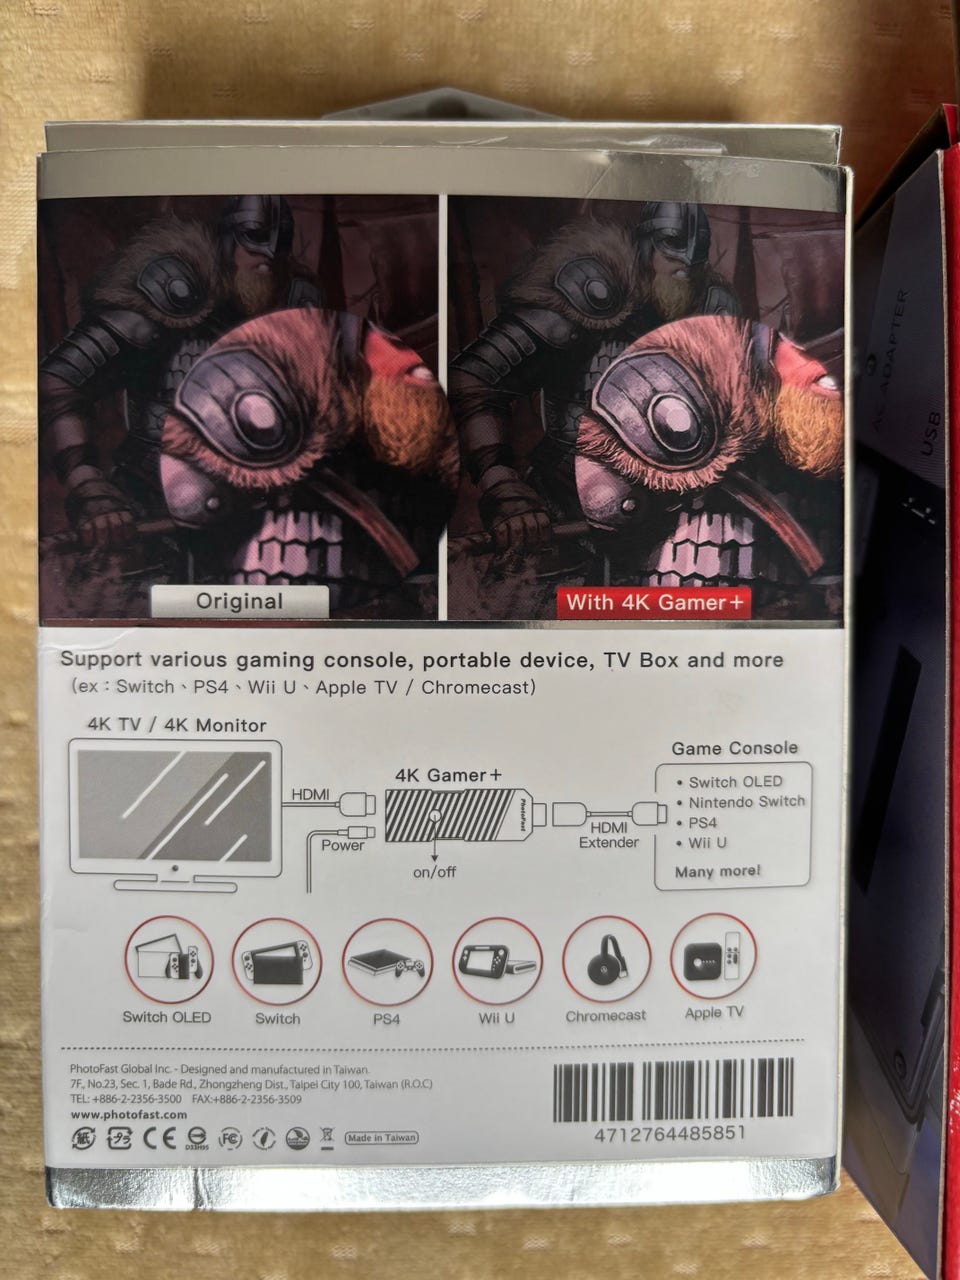 Original
With 4K Gamer+
Support various gaming console, portable device, TV Box and more
(ex：Switch、PS4、Wii U、Apple TV / Chromecast)
4K TV / 4K Monitor
HDMI
Power
4K Gamer+
PhotoFast
on/off
HDMI
Extender
Game Console
• Switch OLED
• Nintendo Switch
• PS4
• Wii U
Many more!
Switch OLED
Switch
PS4
Wii U
Chromecast
Apple TV
PhotoFast Global Inc. - Designed and manufactured in Taiwan.
7F., No.23, Sec. 1, Bade Rd., Zhongzheng Dist., Taipei City 100, Taiwan (R.O.C)
TEL: +886-2-2356-3500 FAX:+886-2-2356-3509
www.photofast.com
紙
CE
D33H95
FC
Made in Taiwan
4712764485851
AC ADAPTER
USB